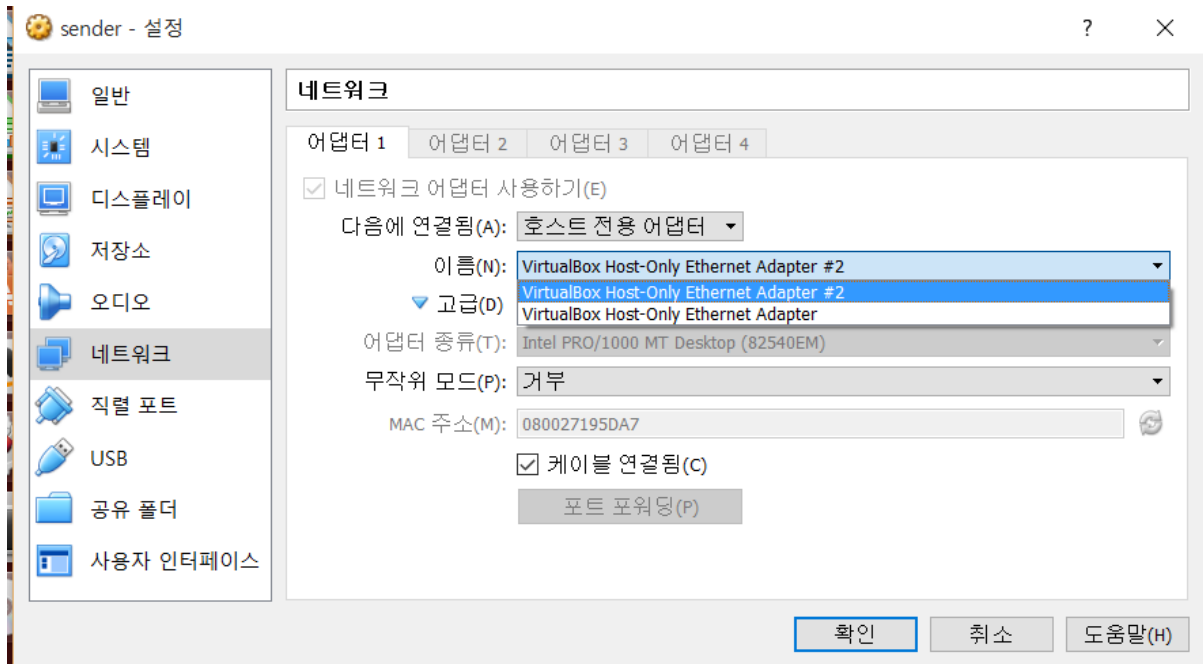 sender - 설정
?
일반
시스템
디스플레이
저장소
오디오
네트워크
직렬 포트
USB
공유 폴더
사용자 인터페이스
네트워크
어댑터 1 어댑터 2 어댑터 3 어댑터 4
네트워크 어댑터 사용하기(E)
다음에 연결됨(A): 호스트 전용 어댑터
이름(N): VirtualBox Host-Only Ethernet Adapter #2
VirtualBox Host-Only Ethernet Adapter #2
고급(D) VirtualBox Host-Only Ethernet Adapter
어댑터 종류(T): Intel PRO/1000 MT Desktop (82540EM)
무작위 모드(P): 거부
MAC 주소(M): 080027195DA7
케이블 연결됨(C)
포트 포워딩(P)
확인 취소 도움말(H)